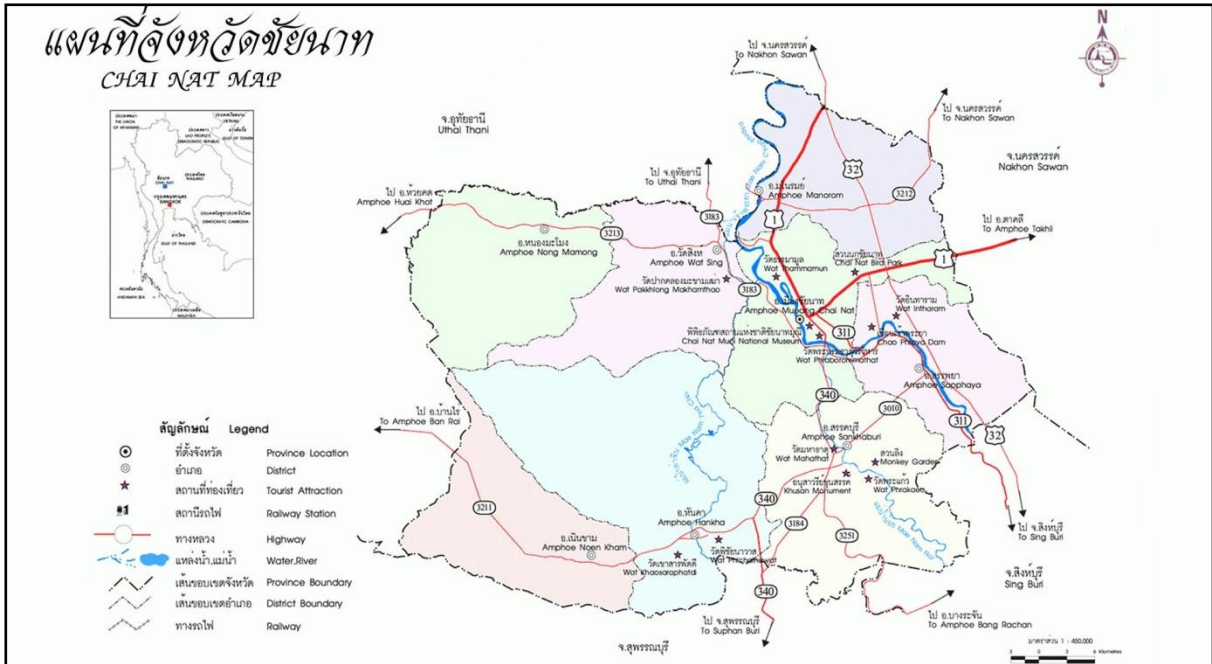 แผนที่จังหวัดชัยนาท
CHAI NAT MAP
N
ไป จ.นครสวรรค์
To Nakhon Sawan
ไป จ.นครสวรรค์
To Nakhon Sawan
จ.อุทัยธานี
Uthai Thani
จ.นครสวรรค์
Nakhon Sawan
ไป จ.อุทัยธานี
To Uthai Thani
32
อ.มโนรมย์
Amphoe Manorom
3212
ไป อ.ห้วยคต
Amphoe Huai Khot
3183
1
ไป อ.ตาคลี
To Amphoe Takhli
3213
อ.หนองมะโมง
Amphoe Nong Mamong
อ.วัดสิงห์
Amphoe Wat Sing
วัดธรรมามูล
Wat Thammamun
สวนนกชัยนาท
Chai Nat Bird Park
1
วัดปากคลองมะขามเฒ่า
Wat Pakkhlong Makhamthao
3183
อ.เมืองชัยนาท
Amphoe Mueang Chai Nat
วัดอินทาราม
Wat Intharam
พิพิธภัณฑสถานแห่งชาติชัยนาทมุนี
Chai Nat Muni National Museum
311
Chao Phraya Dam
Wat Phraboromathat
อ.สรรพยา
Amphoe Sapphaya
340
3010
311
32
ไป อ.บ้านไร่
To Amphoe Ban Rai
อ.สรรคบุรี
Amphoe Sankhaburi
วัดมหาธาตุ
Wat Mahathat
สวนลิง
Monkey Garden
อนุสาวรีย์ขุนสรรค์
Khusan Monument
วัดพระแก้ว
Wat Phrakaew
Mae Nam Noi
3211
340
3184
3251
อ.หันคา
Amphoe Hankha
อ.เนินขาม
Amphoe Noen Kham
วัดพิชัยนาวาส
วัดเขาสารพัดดี
Wat Khaosaraphatdi
ไป จ.สิงห์บุรี
To Sing Buri
จ.สิงห์บุรี
Sing Buri
340
ไป อ.บางระจัน
To Amphoe Bang Rachan
ไป จ.สุพรรณบุรี
To Suphan Buri
จ.สุพรรณบุรี
สัญลักษณ์ Legend
ที่ตั้งจังหวัด Province Location
อำเภอ District
สถานที่ท่องเที่ยว Tourist Attraction
สถานีรถไฟ Railway Station
ทางหลวง Highway
แหล่งน้ำ,แม่น้ำ Water,River
เส้นขอบเขตจังหวัด Province Boundary
เส้นขอบเขตอำเภอ District Boundary
ทางรถไฟ Railway
มาตราส่วน 1 : 450,000
Kilometres